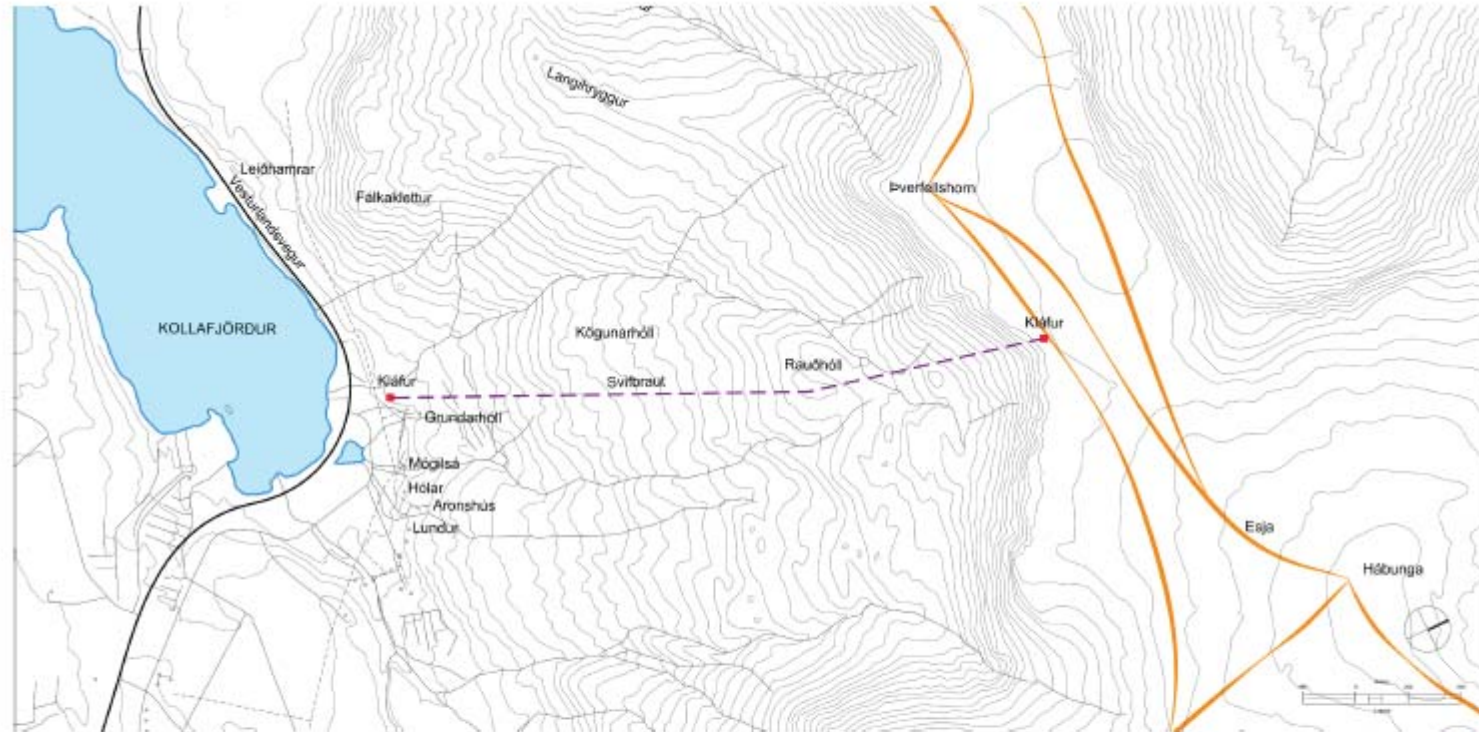 Langihryggur
Leiðhamrar
Vesturlandsvegur
Fálkaklettur
Þverfellshorn
KOLLAFJÖRÐUR
Kögunarhóll
Kláfur
Rauðhóll
Kláfur
Svifbraut
Grundarhóll
Mógilsá
Hólar
Aronshús
Lundur
Esja
Hábunga